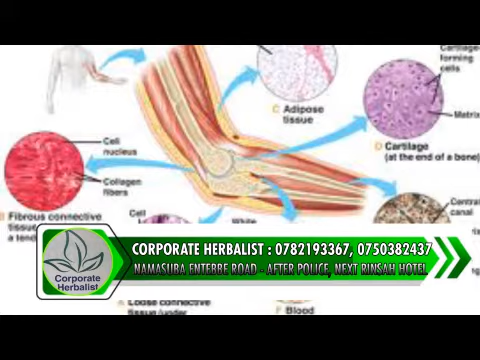 Cartilage-
forming
cells
C Adipose
tissue
Matrix
D Cartilage
(at the end of a bone)
Cell
nucleus
Collagen
fibers
Central
canal
B Fibrous connective
tissue
a tend
Cell
White
CORPORATE HERBALIST : 0782193367, 0750382437
NAMASUBA ENTEBBE ROAD - AFTER POLICE, NEXT RINSAH HOTEL
Corporate
Herbalist
Loose connective
tissue (under
F Blood